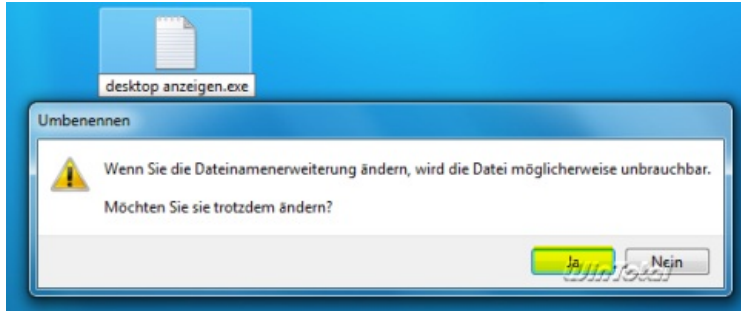 desktop anzeigen.exe
Umbenennen
Wenn Sie die Dateinamenerweiterung ändern, wird die Datei möglicherweise unbrauchbar.
Möchten Sie sie trotzdem ändern?
Ja Nein
WinTotal